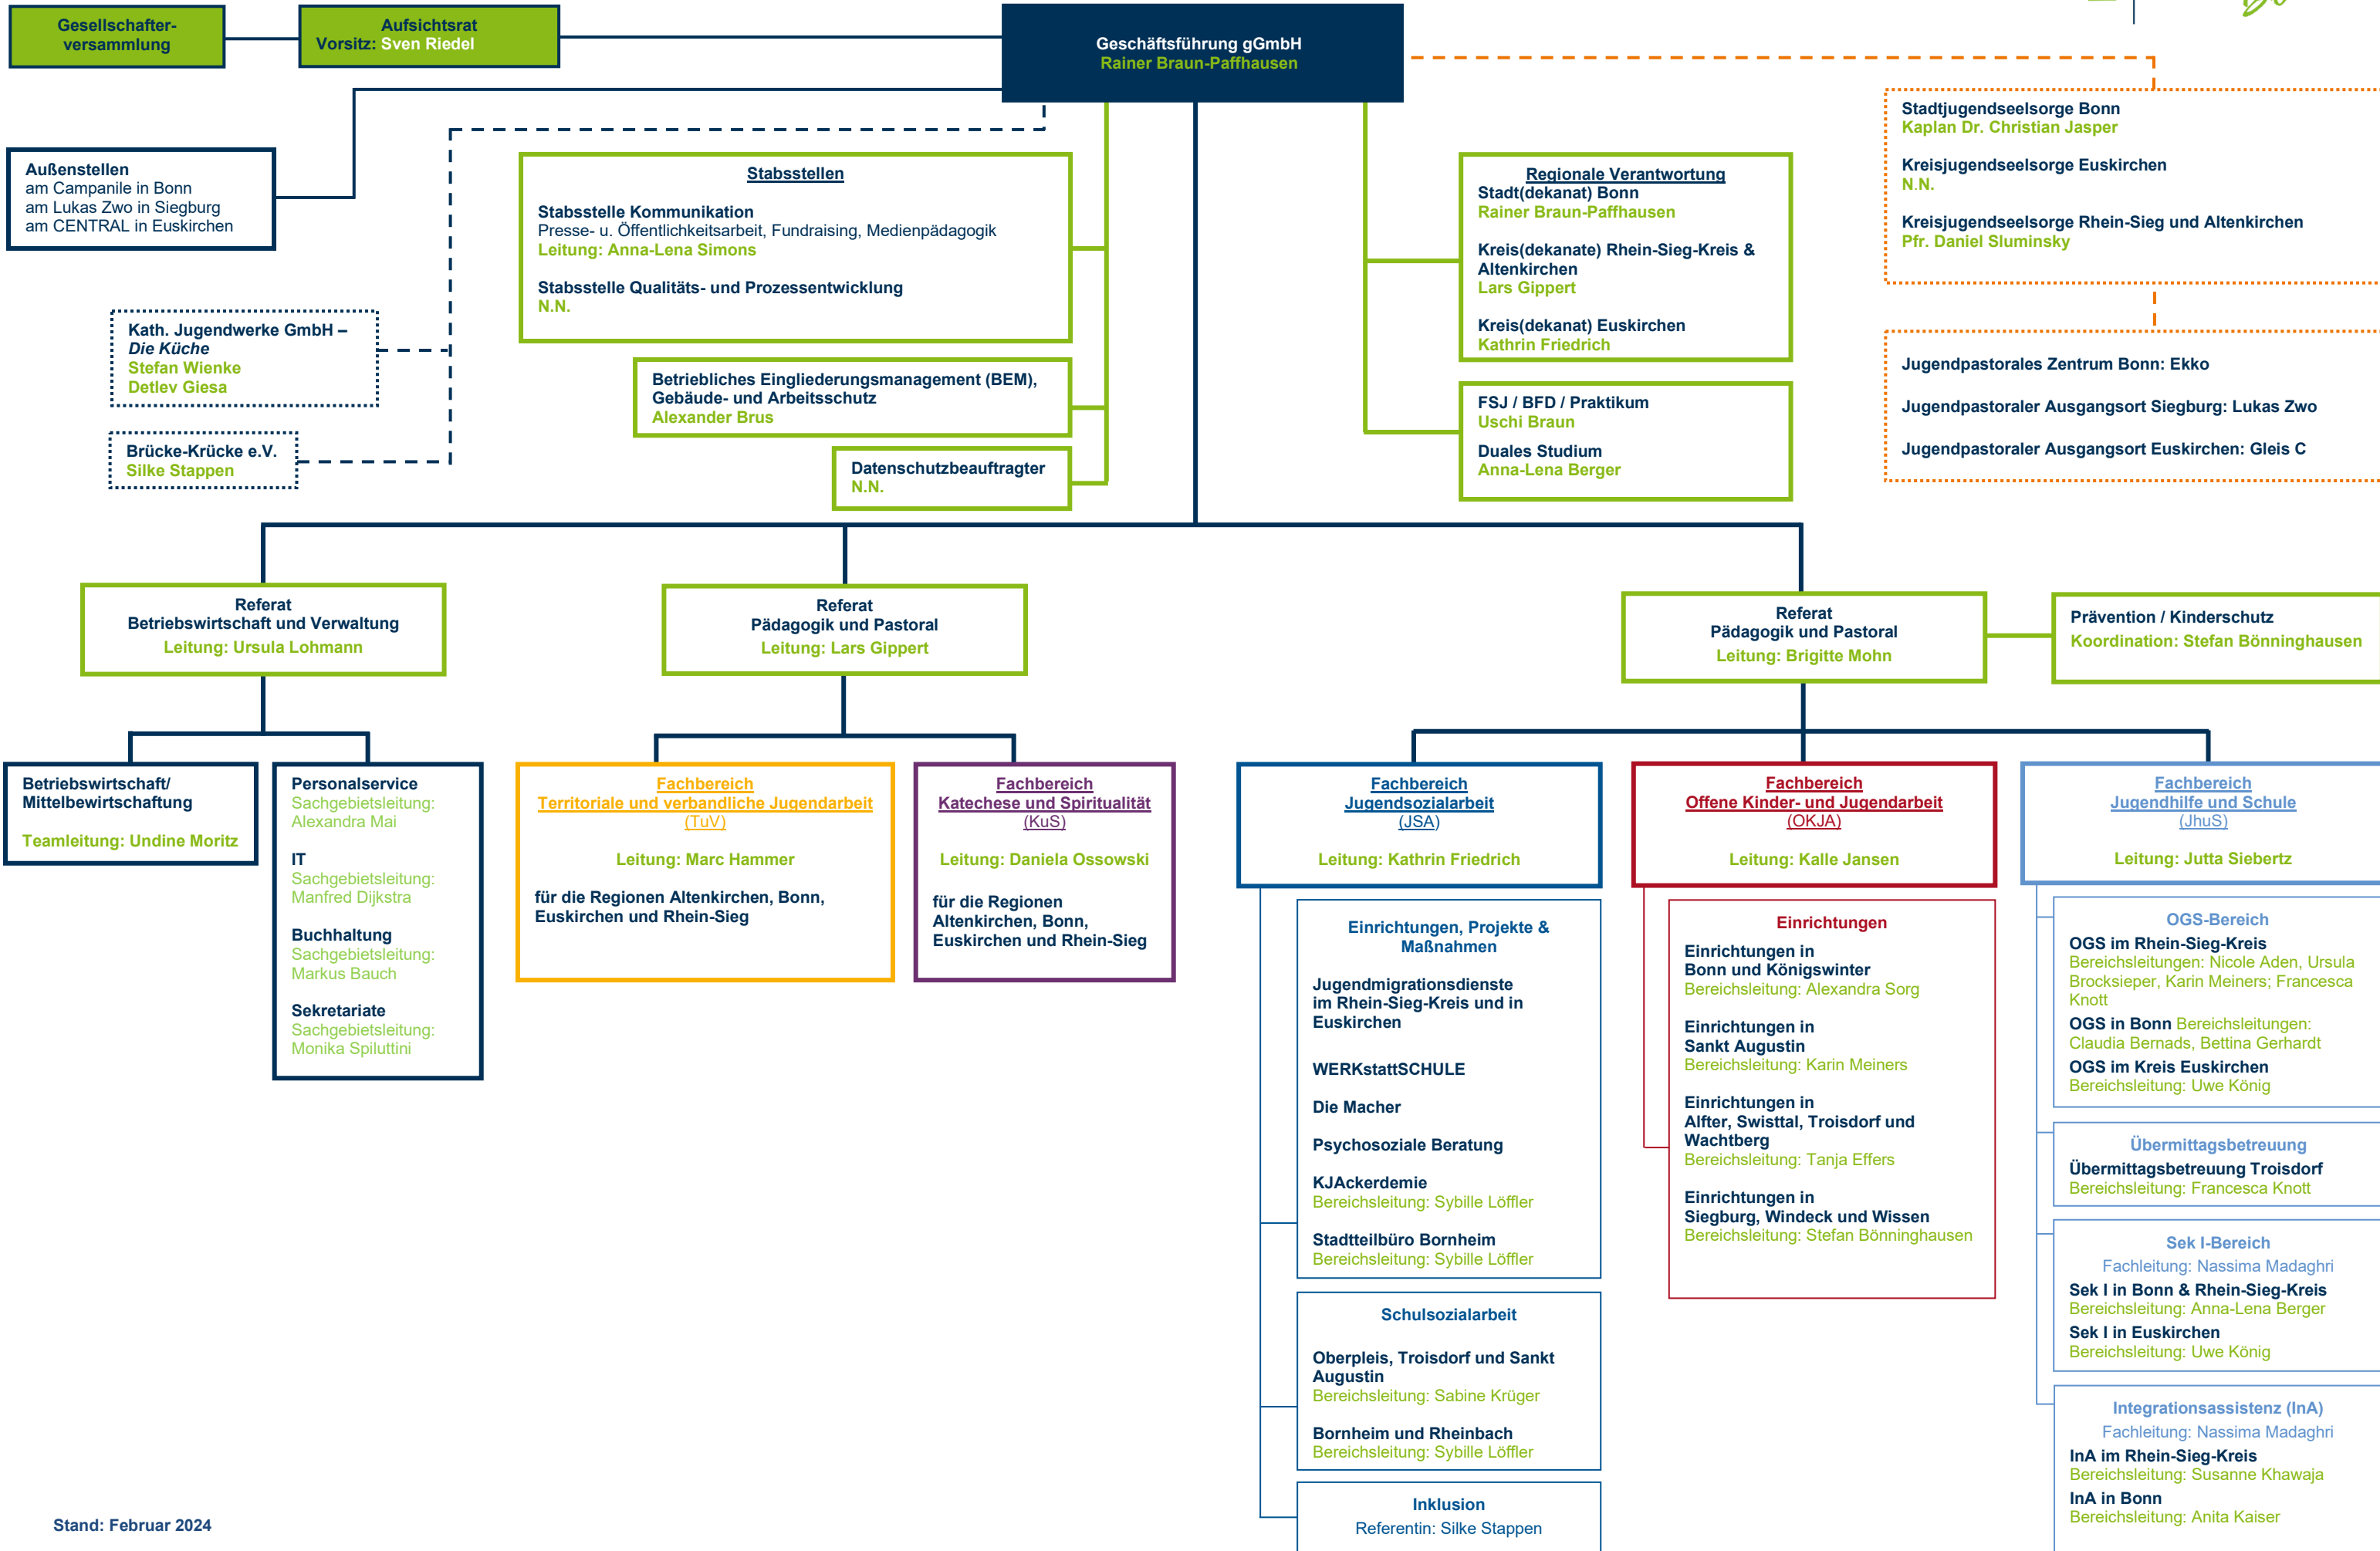 Gesellschafter-
versammlung
Aufsichtsrat
Vorsitz: Sven Riedel
Geschäftsführung gGmbH
Rainer Braun-Paffhausen
Außenstellen
am Campanile in Bonn
am Lukas Zwo in Siegburg
am CENTRAL in Euskirchen
Kath. Jugendwerke GmbH –
Die Küche
Stefan Wienke
Detlev Giesa
Brücke-Krücke e.V.
Silke Stappen
Stabsstellen
Stabsstelle Kommunikation
Presse- u. Öffentlichkeitsarbeit, Fundraising, Medienpädagogik
Leitung: Anna-Lena Simons
Stabsstelle Qualitäts- und Prozessentwicklung
N.N.
Betriebliches Eingliederungsmanagement (BEM),
Gebäude- und Arbeitsschutz
Alexander Brus
Datenschutzbeauftragter
N.N.
Regionale Verantwortung
Stadt(dekanat) Bonn
Rainer Braun-Paffhausen
Kreis(dekanate) Rhein-Sieg-Kreis &
Altenkirchen
Lars Gippert
Kreis(dekanat) Euskirchen
Kathrin Friedrich
FSJ / BFD / Praktikum
Uschi Braun
Duales Studium
Anna-Lena Berger
Stadtjugendseelsorge Bonn
Kaplan Dr. Christian Jasper
Kreisjugendseelsorge Euskirchen
N.N.
Kreisjugendseelsorge Rhein-Sieg und Altenkirchen
Pfr. Daniel Sluminsky
Jugendpastorales Zentrum Bonn: Ekko
Jugendpastoraler Ausgangsort Siegburg: Lukas Zwo
Jugendpastoraler Ausgangsort Euskirchen: Gleis C
Referat
Betriebswirtschaft und Verwaltung
Leitung: Ursula Lohmann
Referat
Pädagogik und Pastoral
Leitung: Lars Gippert
Referat
Pädagogik und Pastoral
Leitung: Brigitte Mohn
Prävention / Kinderschutz
Koordination: Stefan Bönninghausen
Betriebswirtschaft/
Mittelbewirtschaftung
Teamleitung: Undine Moritz
Personalservice
Sachgebietsleitung:
Alexandra Mai
IT
Sachgebietsleitung:
Manfred Dijkstra
Buchhaltung
Sachgebietsleitung:
Markus Bauch
Sekretariate
Sachgebietsleitung:
Monika Spiluttini
Fachbereich
Territoriale und verbandliche Jugendarbeit
(TuV)
Leitung: Marc Hammer
für die Regionen Altenkirchen, Bonn,
Euskirchen und Rhein-Sieg
Fachbereich
Katechese und Spiritualität
(KuS)
Leitung: Daniela Ossowski
für die Regionen
Altenkirchen, Bonn,
Euskirchen und Rhein-Sieg
Fachbereich
Jugendsozialarbeit
(JSA)
Leitung: Kathrin Friedrich
Einrichtungen, Projekte &
Maßnahmen
Jugendmigrationsdienste
im Rhein-Sieg-Kreis und in
Euskirchen
WERKstattSCHULE
Die Macher
Psychosoziale Beratung
KJAckerdemie
Bereichsleitung: Sybille Löffler
Stadtteilbüro Bornheim
Bereichsleitung: Sybille Löffler
Schulsozialarbeit
Oberpleis, Troisdorf und Sankt
Augustin
Bereichsleitung: Sabine Krüger
Bornheim und Rheinbach
Bereichsleitung: Sybille Löffler
Inklusion
Referentin: Silke Stappen
Fachbereich
Offene Kinder- und Jugendarbeit
(OKJA)
Leitung: Kalle Jansen
Einrichtungen
Einrichtungen in
Bonn und Königswinter
Bereichsleitung: Alexandra Sorg
Einrichtungen in
Sankt Augustin
Bereichsleitung: Karin Meiners
Einrichtungen in
Alfter, Swisttal, Troisdorf und
Wachtberg
Bereichsleitung: Tanja Effers
Einrichtungen in
Siegburg, Windeck und Wissen
Bereichsleitung: Stefan Bönninghausen
Fachbereich
Jugendhilfe und Schule
(JhuS)
Leitung: Jutta Siebertz
OGS-Bereich
OGS im Rhein-Sieg-Kreis
Bereichsleitungen: Nicole Aden, Ursula
Brocksieper, Karin Meiners; Francesca
Knott
OGS in Bonn Bereichsleitungen:
Claudia Bernads, Bettina Gerhardt
OGS im Kreis Euskirchen
Bereichsleitung: Uwe König
Übermittagsbetreuung
Übermittagsbetreuung Troisdorf
Bereichsleitung: Francesca Knott
Sek I-Bereich
Fachleitung: Nassima Madaghri
Sek I in Bonn & Rhein-Sieg-Kreis
Bereichsleitung: Anna-Lena Berger
Sek I in Euskirchen
Bereichsleitung: Uwe König
Integrationsassistenz (InA)
Fachleitung: Nassima Madaghri
InA im Rhein-Sieg-Kreis
Bereichsleitung: Susanne Khawaja
InA in Bonn
Bereichsleitung: Anita Kaiser
Stand: Februar 2024